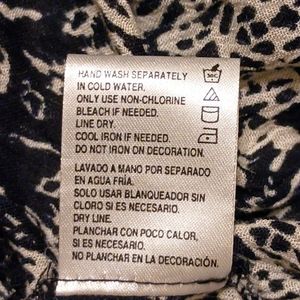 HAND WASH SEPARATELY
IN COLD WATER.
ONLY USE NON-CHLORINE
BLEACH IF NEEDED.
LINE DRY.
COOL IRON IF NEEDED.
DO NOT IRON ON DECORATION.
LAVADO A MANO POR SEPARADO
EN AGUA FRÍA.
SOLO USAR BLANQUEADOR SIN
CLORO SI ES NECESARIO.
DRY LINE.
PLANCHAR CON POCO CALOR,
SI ES NECESARIO.
NO PLANCHAR EN LA DECORACIÓN.